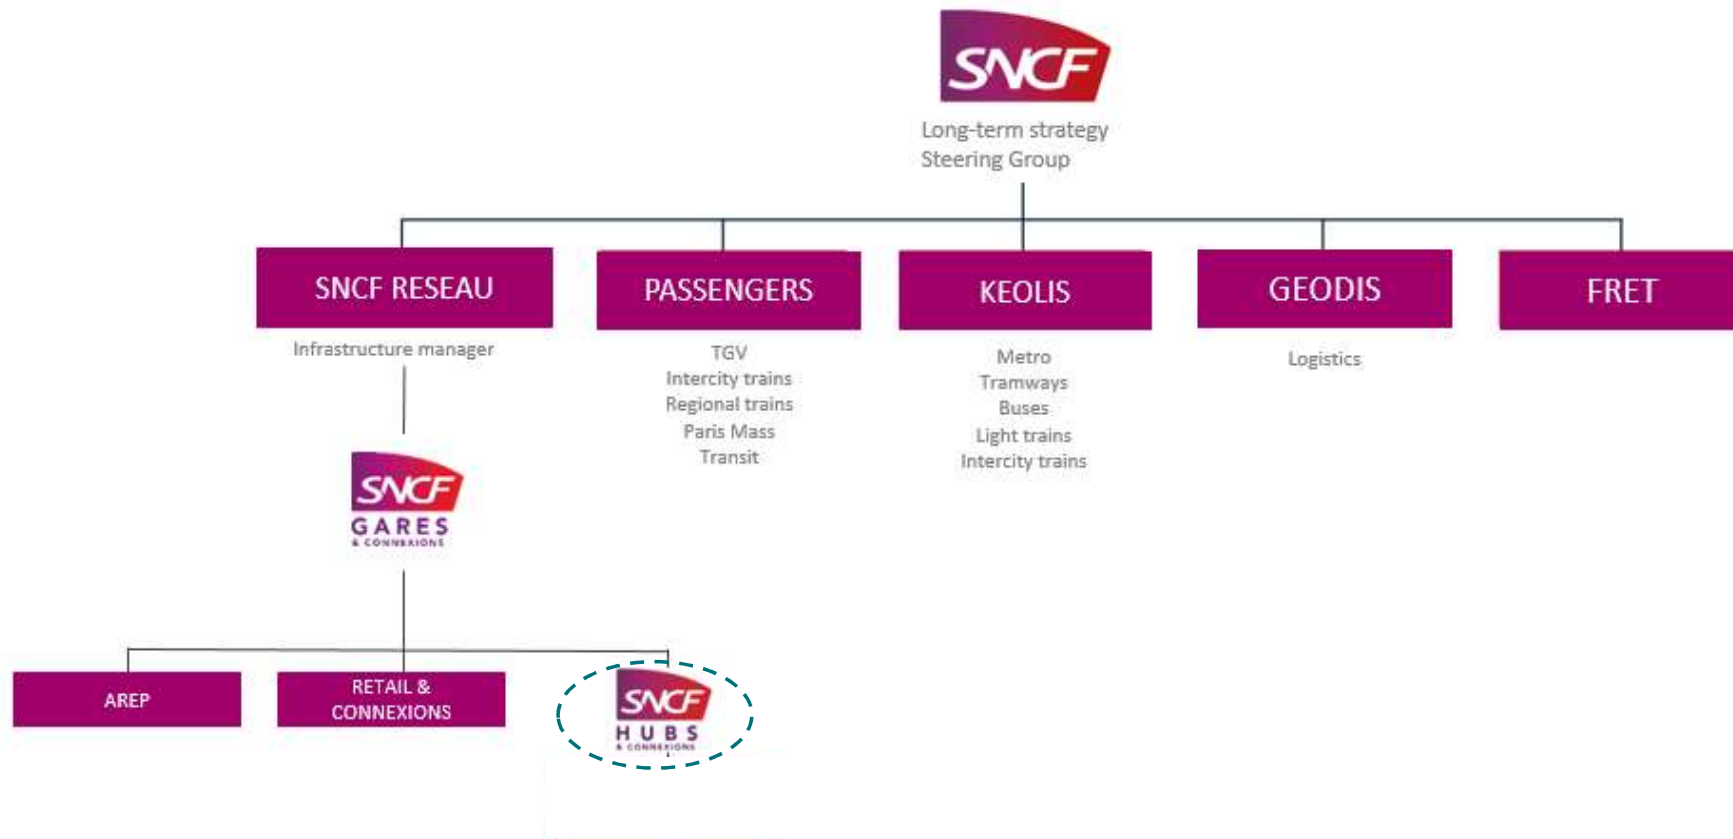 SNCF
Long-term strategy
Steering Group
SNCF RESEAU
PASSENGERS
KEOLIS
GEODIS
FRET
Infrastructure manager
TGV
Intercity trains
Regional trains
Paris Mass
Transit
Metro
Tramways
Buses
Light trains
Intercity trains
Logistics
SNCF
GARES
& CONNEXIONS
AREP
RETAIL &
CONNEXIONS
SNCF
HUBS
& CONNEXIONS